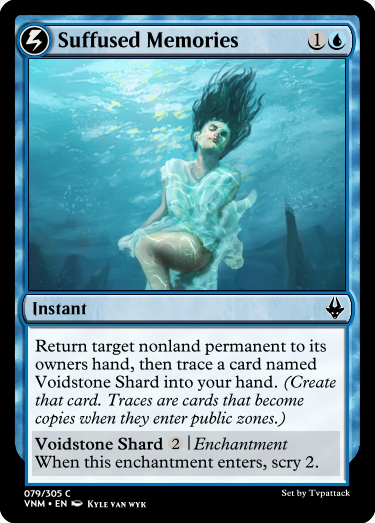 Suffused Memories 1
Instant
Return target nonland permanent to its
owners hand, then trace a card named
Voidstone Shard into your hand. (Create
that card. Traces are cards that become
copies when they enter public zones.)
Voidstone Shard 2 | Enchantment
When this enchantment enters, scry 2.
079/305 C Set by Tvpattack
VNM • EN Kyle van wyk